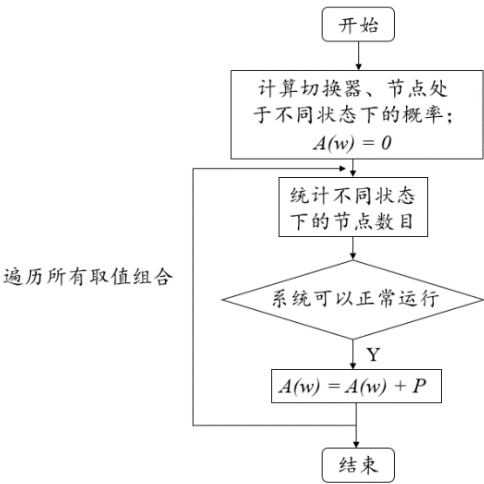 开始
计算切换器、节点处
于不同状态下的概率；
A(w) = 0
统计不同状态
下的节点数目
遍历所有取值组合
系统可以正常运行
Y
A(w) = A(w) + P
结束